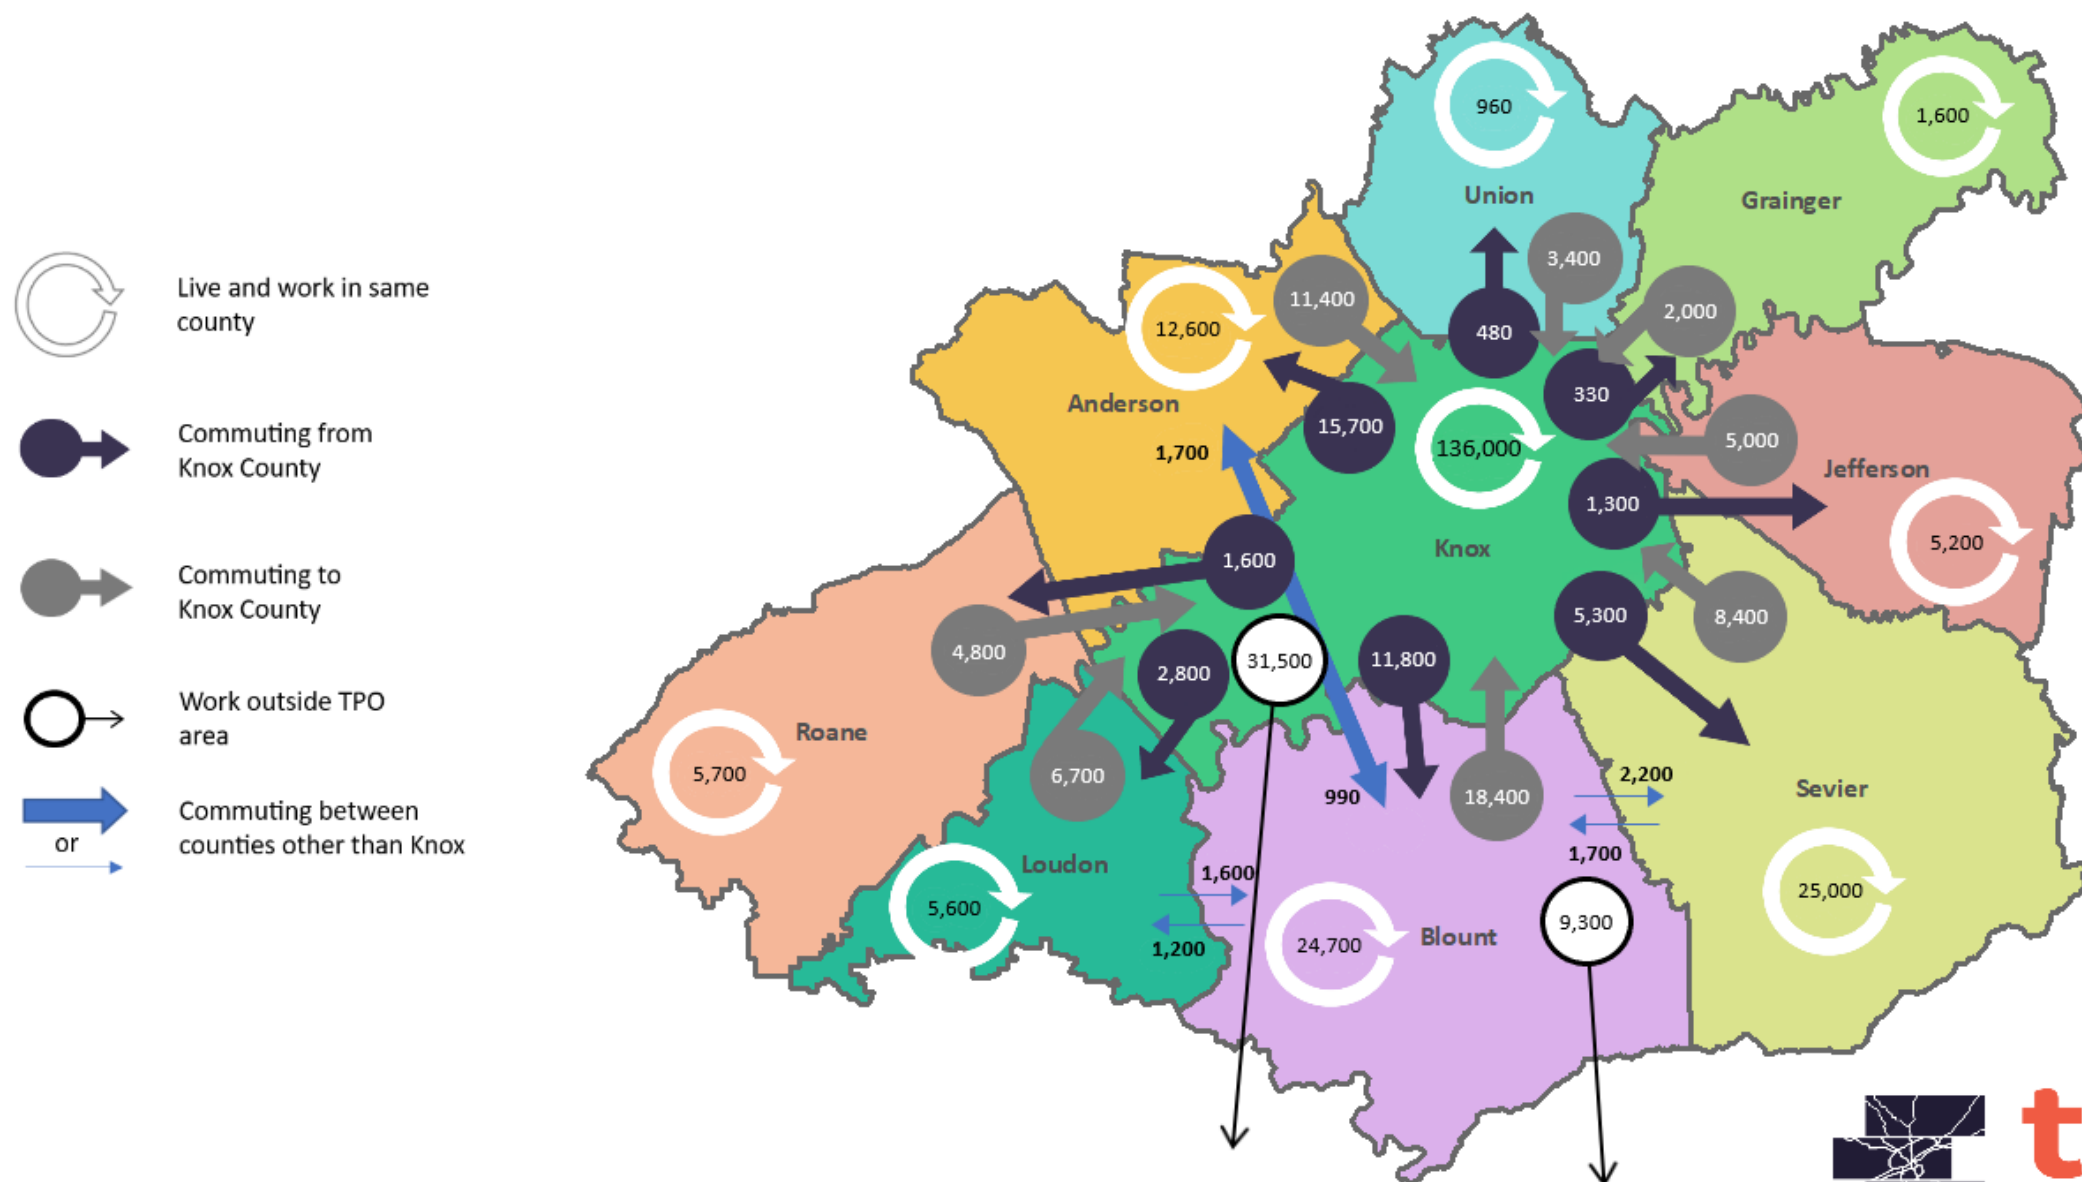 Live and work in same
county
Commuting from
Knox County
Commuting to
Knox County
Work outside TPO
area
or
Commuting between
counties other than Knox
960
1,600
Union
Grainger
3,400
11,400
2,000
12,600
480
330
Anderson
15,700
136,000
5,000
1,700
Jefferson
1,300
5,200
Knox
1,600
5,300
8,400
4,800
2,800
31,500
11,800
Roane
5,700
6,700
990
18,400
2,200
Sevier
1,700
Loudon
1,600
25,000
5,600
9,300
24,700
Blount
1,200
t